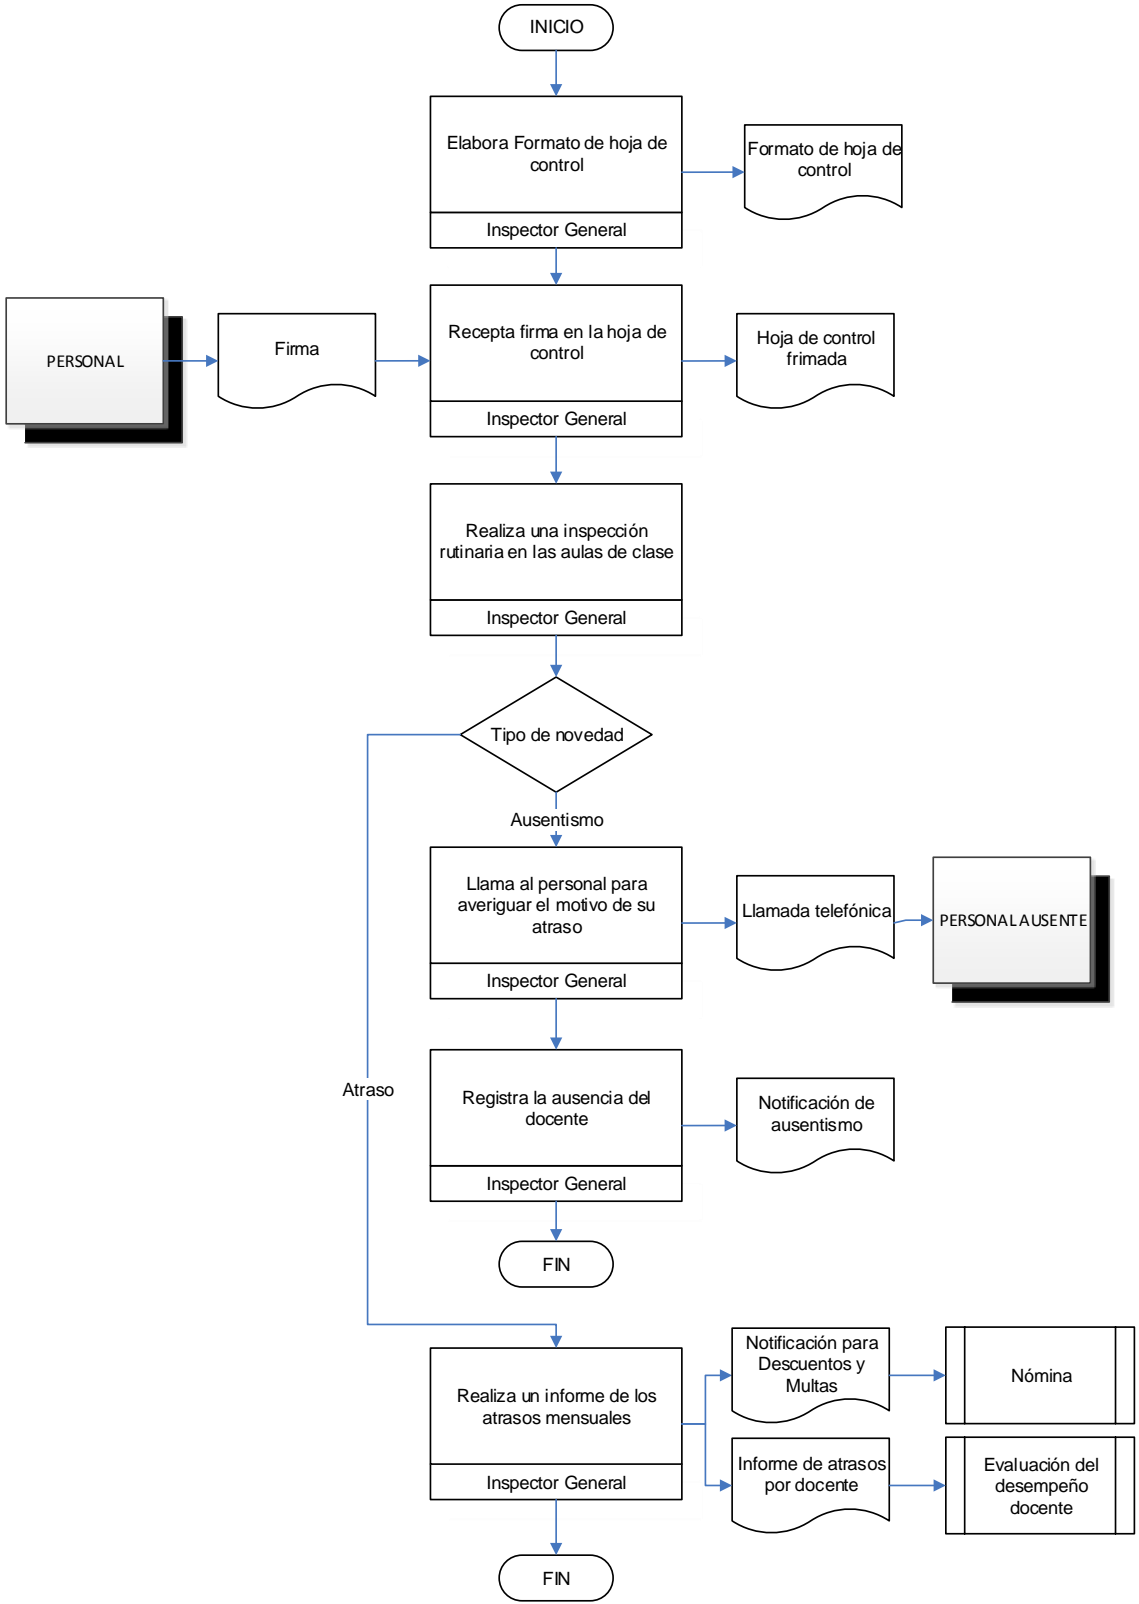 INICIO
Elabora Formato de hoja de
control
Inspector General
Formato de hoja de
control
PERSONAL
Firma
Recepta firma en la hoja de
control
Inspector General
Hoja de control
frimada
Realiza una inspección
rutinaria en las aulas de clase
Inspector General
Tipo de novedad
Ausentismo
Llama al personal para
averiguar el motivo de su
atraso
Inspector General
Llamada telefónica
PERSONAL AUSENTE
Atraso
Registra la ausencia del
docente
Inspector General
Notificación de
ausentismo
FIN
Realiza un informe de los
atrasos mensuales
Inspector General
Notificación para
Descuentos y
Multas
Nómina
Informe de atrasos
por docente
Evaluación del
desempeño
docente
FIN